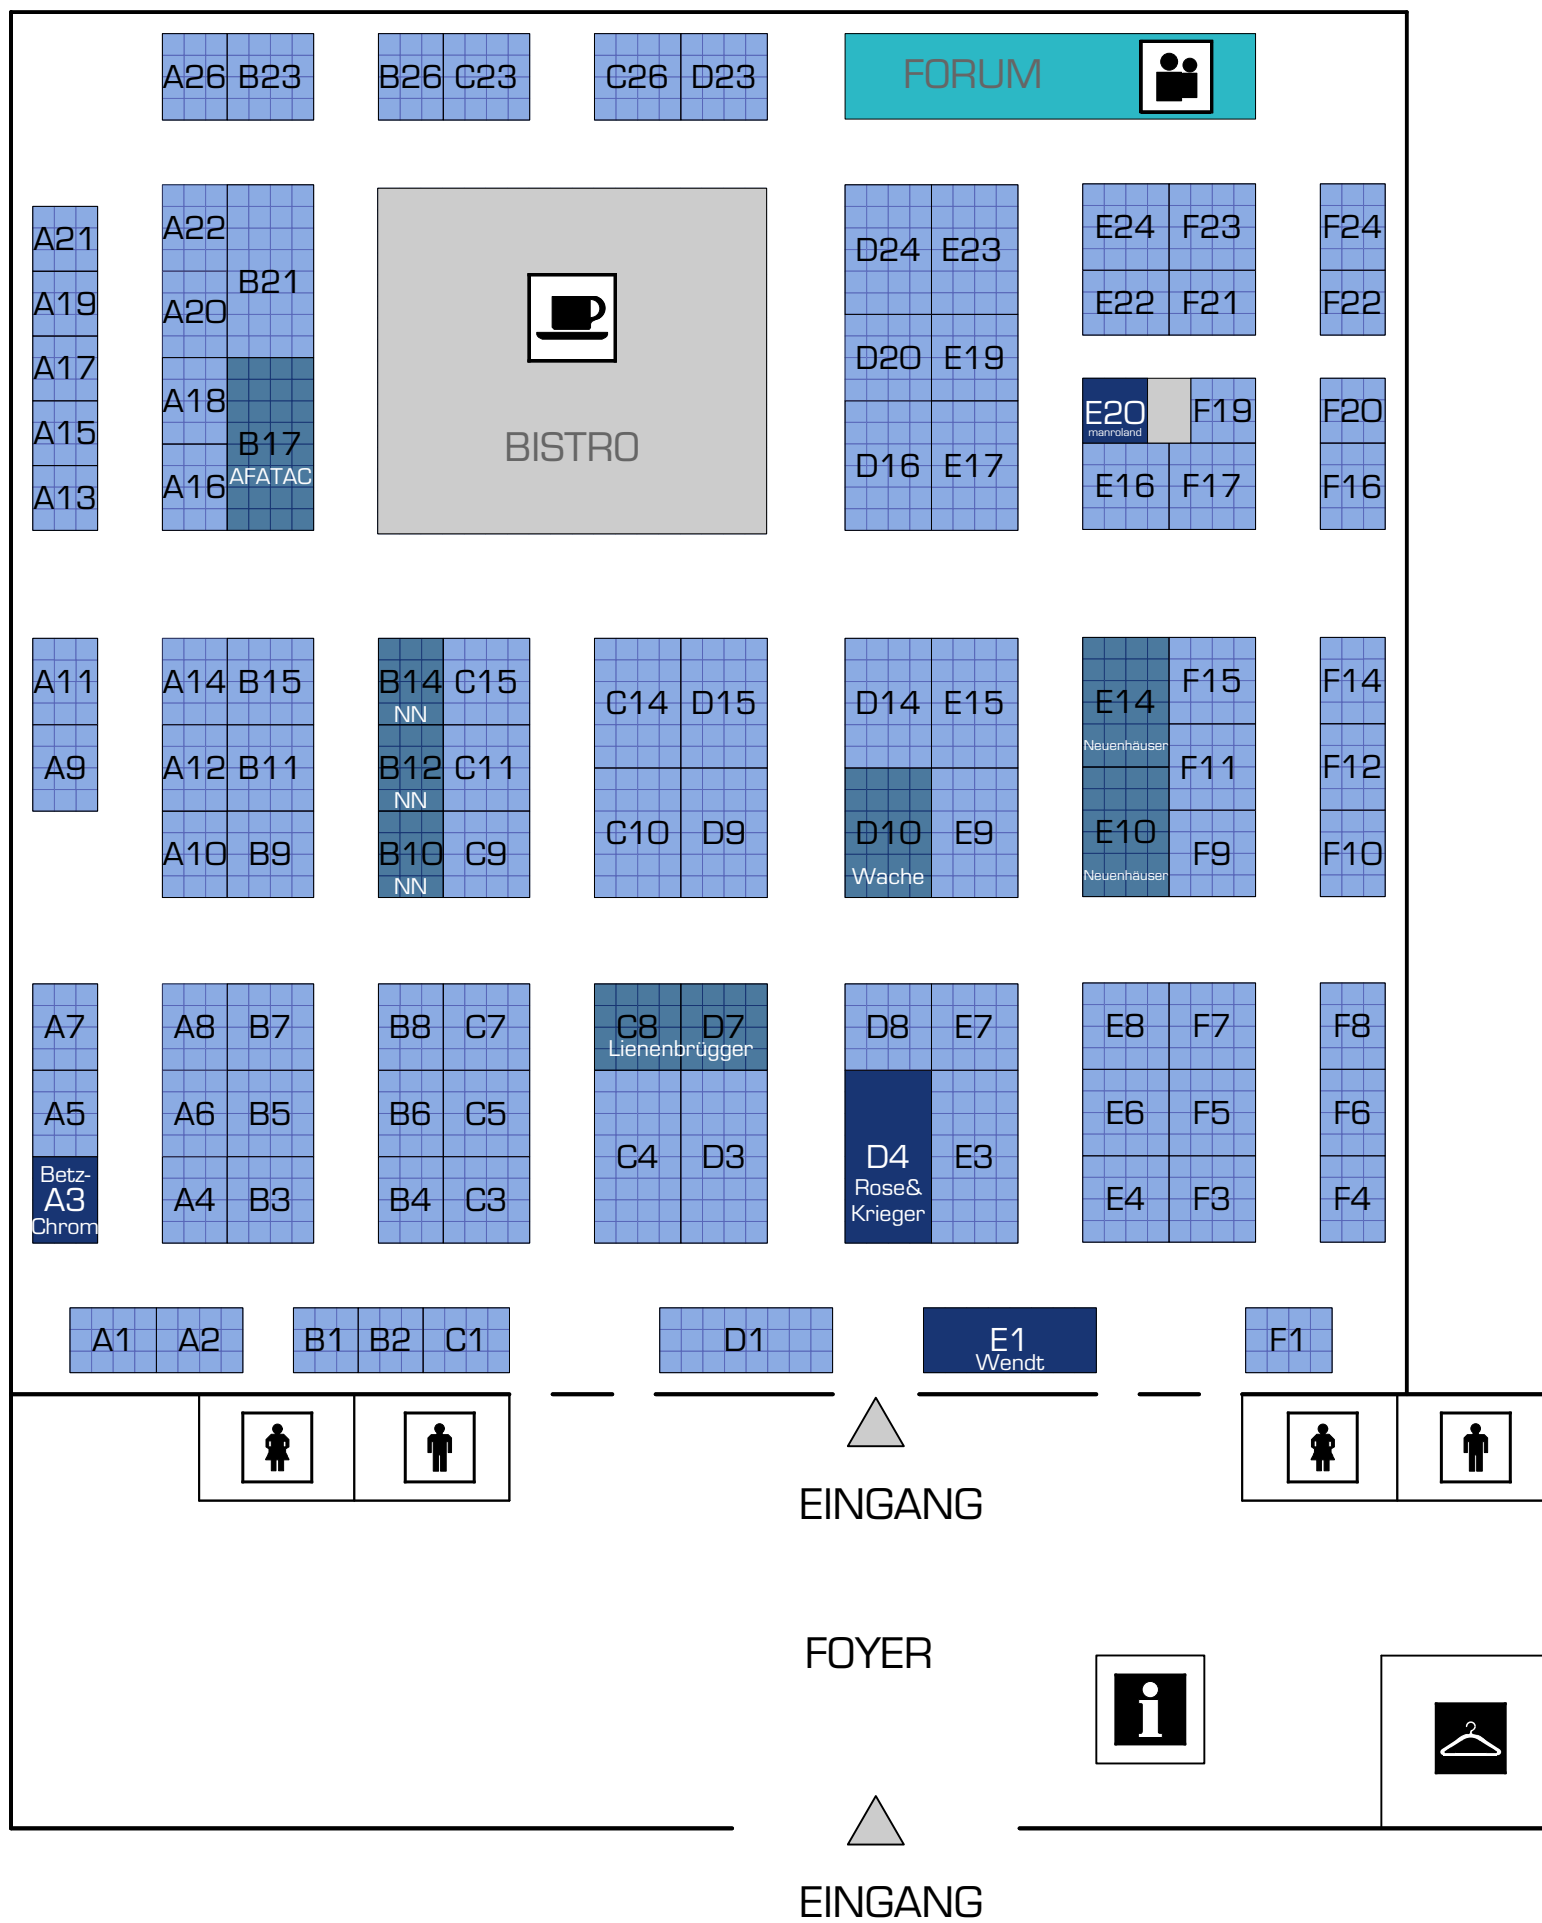 A26 B23 B26 C23 C26 D23 FORUM
A21 A22 B21 D24 E23 E24 F23 F24
A19 A20 E22 F21 F22
A17 A18 D20 E19
A15 B17 BISTRO E20 F19 F20
manroland
A13 A16 AFATAC D16 E17 E16 F17 F16
A11 A14 B15 B14 C15 C14 D15 D14 E15 E14 F15 F14
NN
Neuenhäuser
A9 A12 B11 B12 C11 F11 F12
NN
A10 B9 B10 C9 C10 D9 D10 E9 E10 F9 F10
NN Wache Neuenhäuser
A7 A8 B7 B8 C7 C8 D7 D8 E7 E8 F7 F8
Lienenbrügger
A5 A6 B5 B6 C5 E6 F5 F6
C4 D3 D4 E3
Betz-
A3 A4 B3 B4 C3 Rose& E4 F3 F4
Chrom Krieger
A1 A2 B1 B2 C1 D1 E1 F1
Wendt
EINGANG
FOYER
i
EINGANG